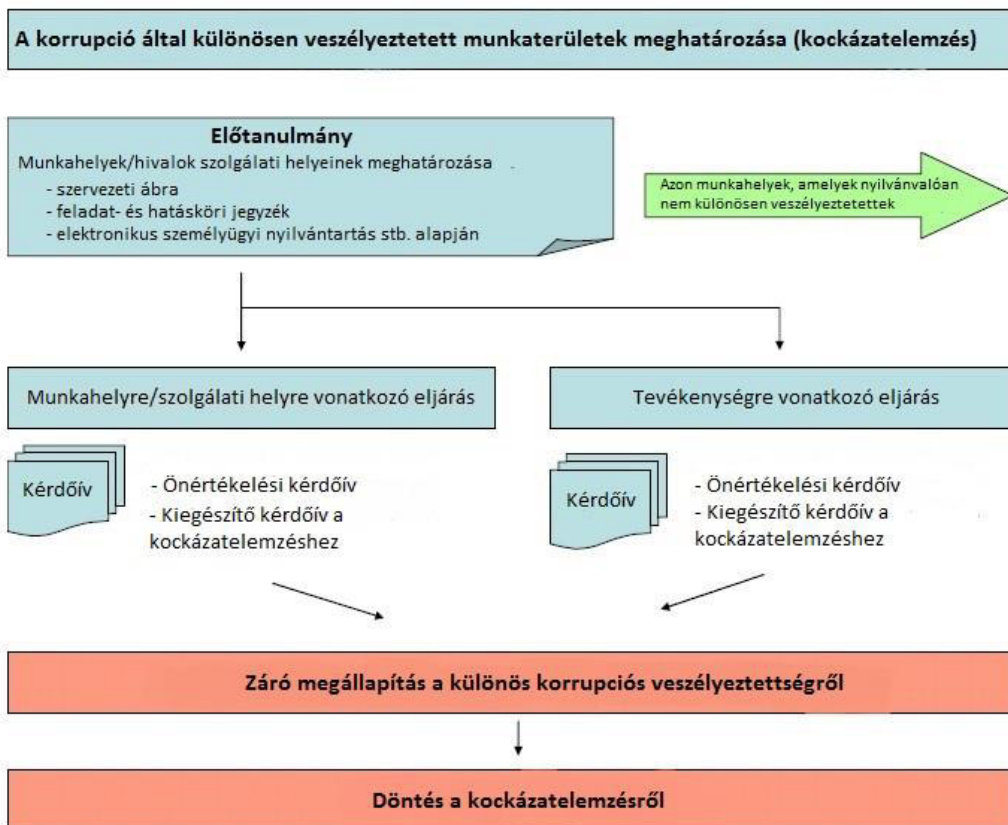 A korrupció által különösen veszélyeztetett munkaterületek meghatározása (kockázatelemzés)
Előtanulmány
Munkahelyek/hivalok szolgálati helyeinek meghatározása
- szervezeti ábra
- feladat- és hatásköri jegyzék
- elektronikus személyügyi nyilvántartás stb. alapján
Azon munkahelyek, amelyek nyilvánvalóan
nem különösen veszélyeztetettek
Munkahelyre/szolgálati helyre vonatkozó eljárás
Kérdőív
- Önértékelési kérdőív
- Kiegészítő kérdőív a
kockázatelemzéshez
Tevékenységre vonatkozó eljárás
Kérdőív
- Önértékelési kérdőív
- Kiegészítő kérdőív a
kockázatelemzéshez
Záró megállapítás a különös korrupciós veszélyeztettségről
Döntés a kockázatelemzésről